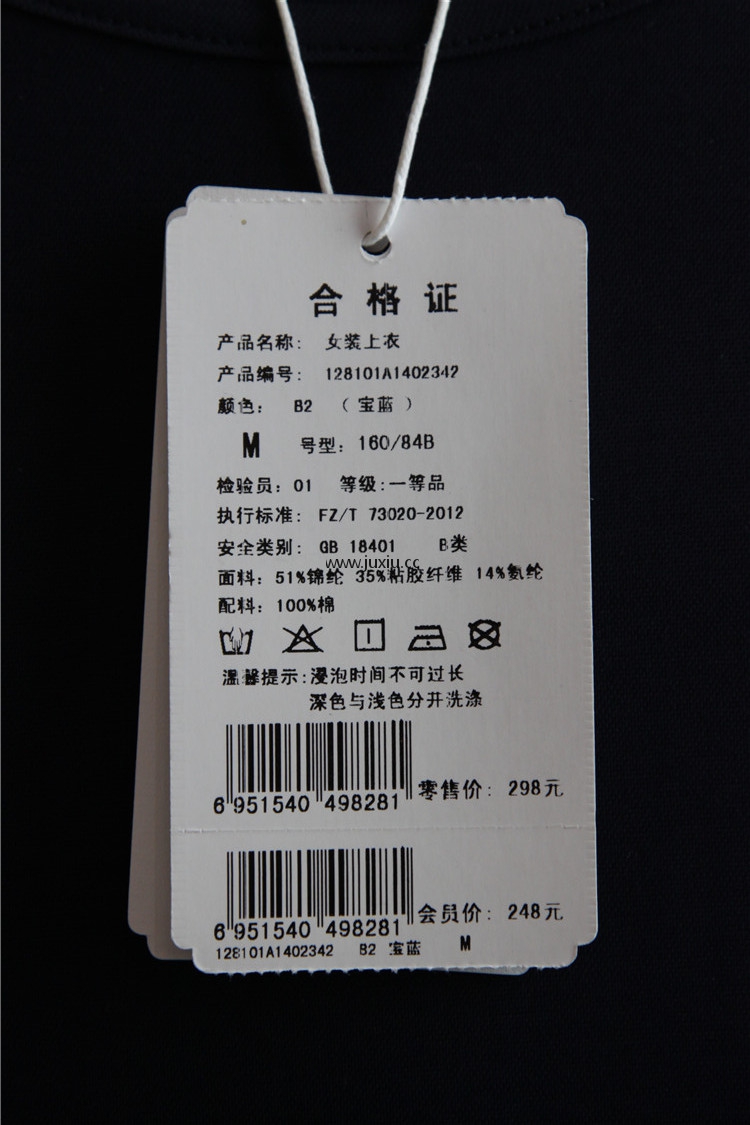 合格证
产品名称： 女装上衣
产品编号： 128101A1402342
颜色： B2 （宝蓝）
M 号型：160/84B
检验员：01 等级:一等品
执行标准： FZ/T 73020-2012
安全类别： GB 18401 B类
www.juxiu.cc
面料：51%锦纶 35%粘胶纤维 14%氨纶
配料：100%棉
温馨提示:浸泡时间不可过长
深色与浅色分开洗涤
6 951540 498281 零售价：298元
6 951540 498281 会员价：248元
128101A1402342 B2 宝蓝 M